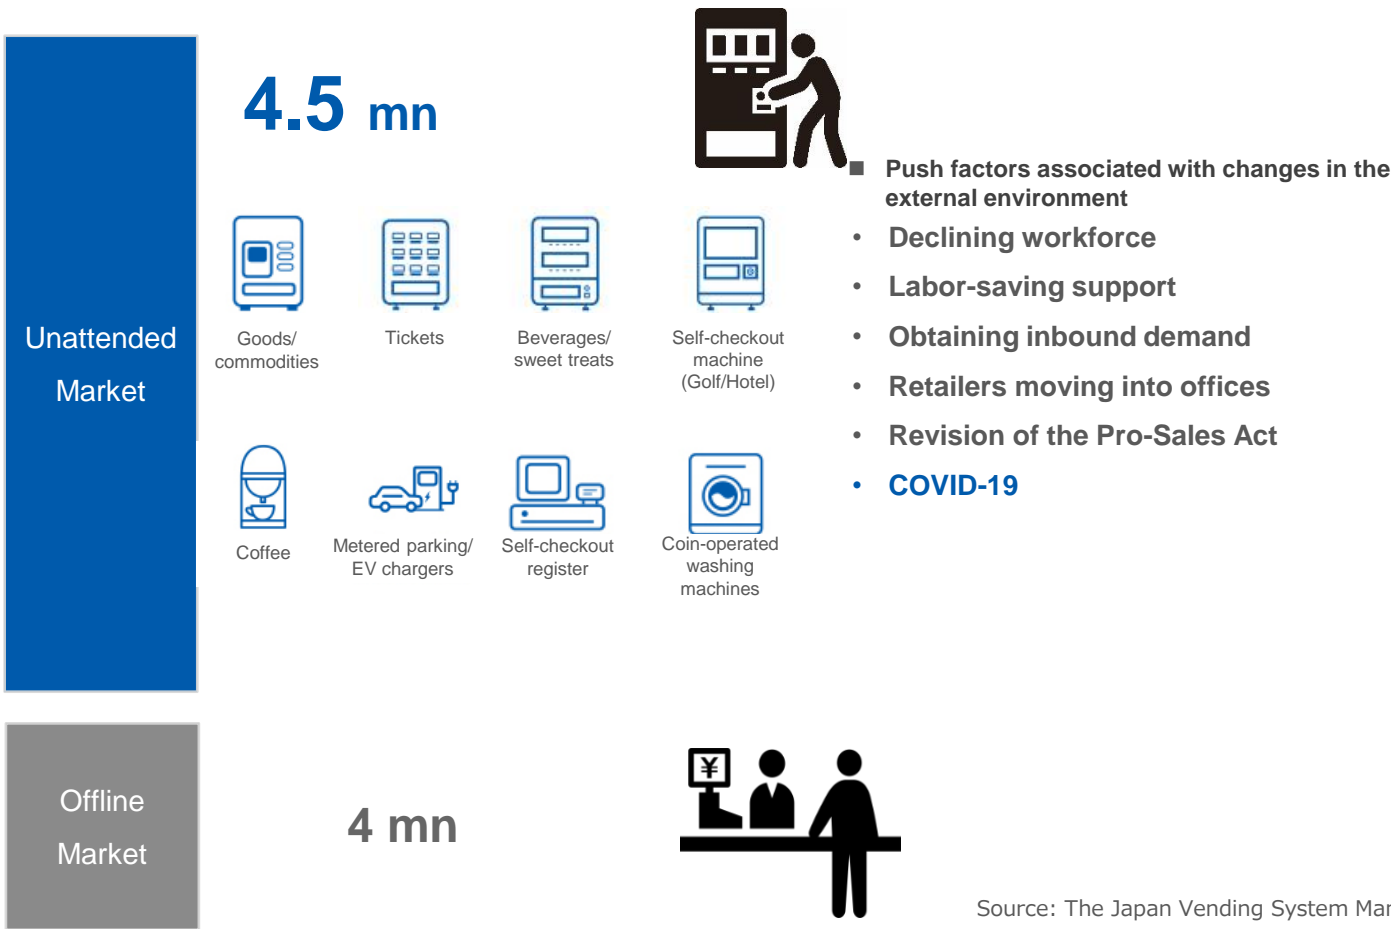 4.5 mn
Unattended
Market
Goods/
commodities
Tickets
Beverages/
sweet treats
Self-checkout
machine
(Golf/Hotel)
Coffee
Metered parking/
EV chargers
Self-checkout
register
Coin-operated
washing
machines
■ Push factors associated with changes in the
external environment
• Declining workforce
• Labor-saving support
• Obtaining inbound demand
• Retailers moving into offices
• Revision of the Pro-Sales Act
• COVID-19
Offline
Market
4 mn
¥
Source: The Japan Vending System